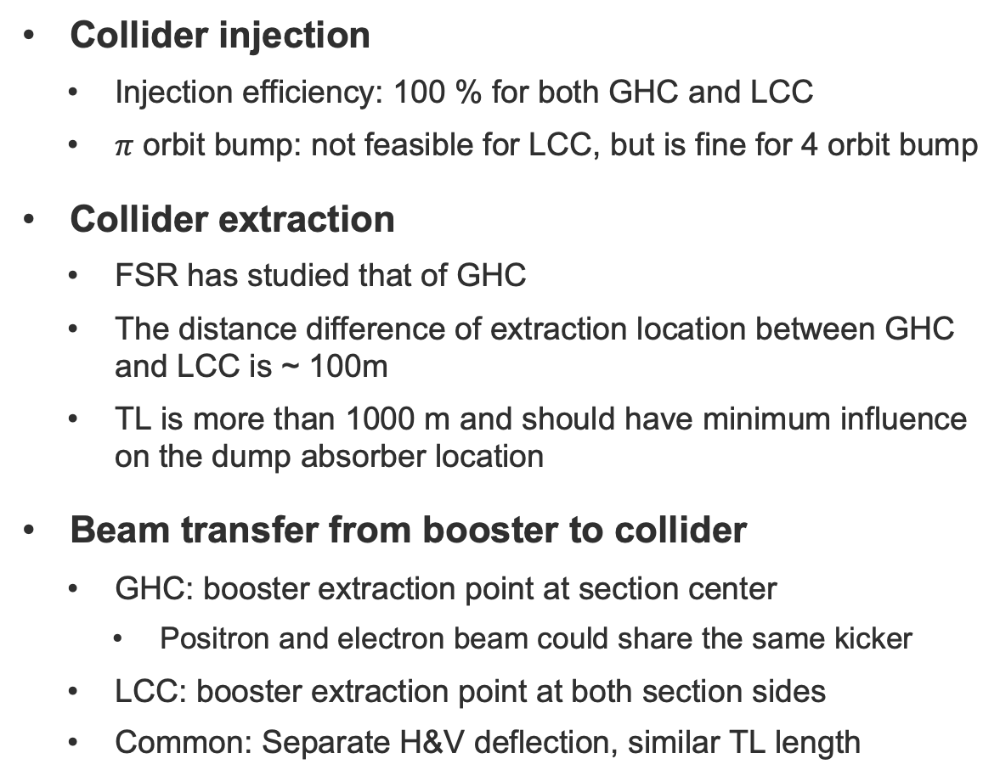 • Collider injection
• Injection efficiency: 100 % for both GHC and LCC
• π orbit bump: not feasible for LCC, but is fine for 4 orbit bump
• Collider extraction
• FSR has studied that of GHC
• The distance difference of extraction location between GHC
and LCC is ~ 100m
• TL is more than 1000 m and should have minimum influence
on the dump absorber location
• Beam transfer from booster to collider
• GHC: booster extraction point at section center
• Positron and electron beam could share the same kicker
• LCC: booster extraction point at both section sides
• Common: Separate H&V deflection, similar TL length